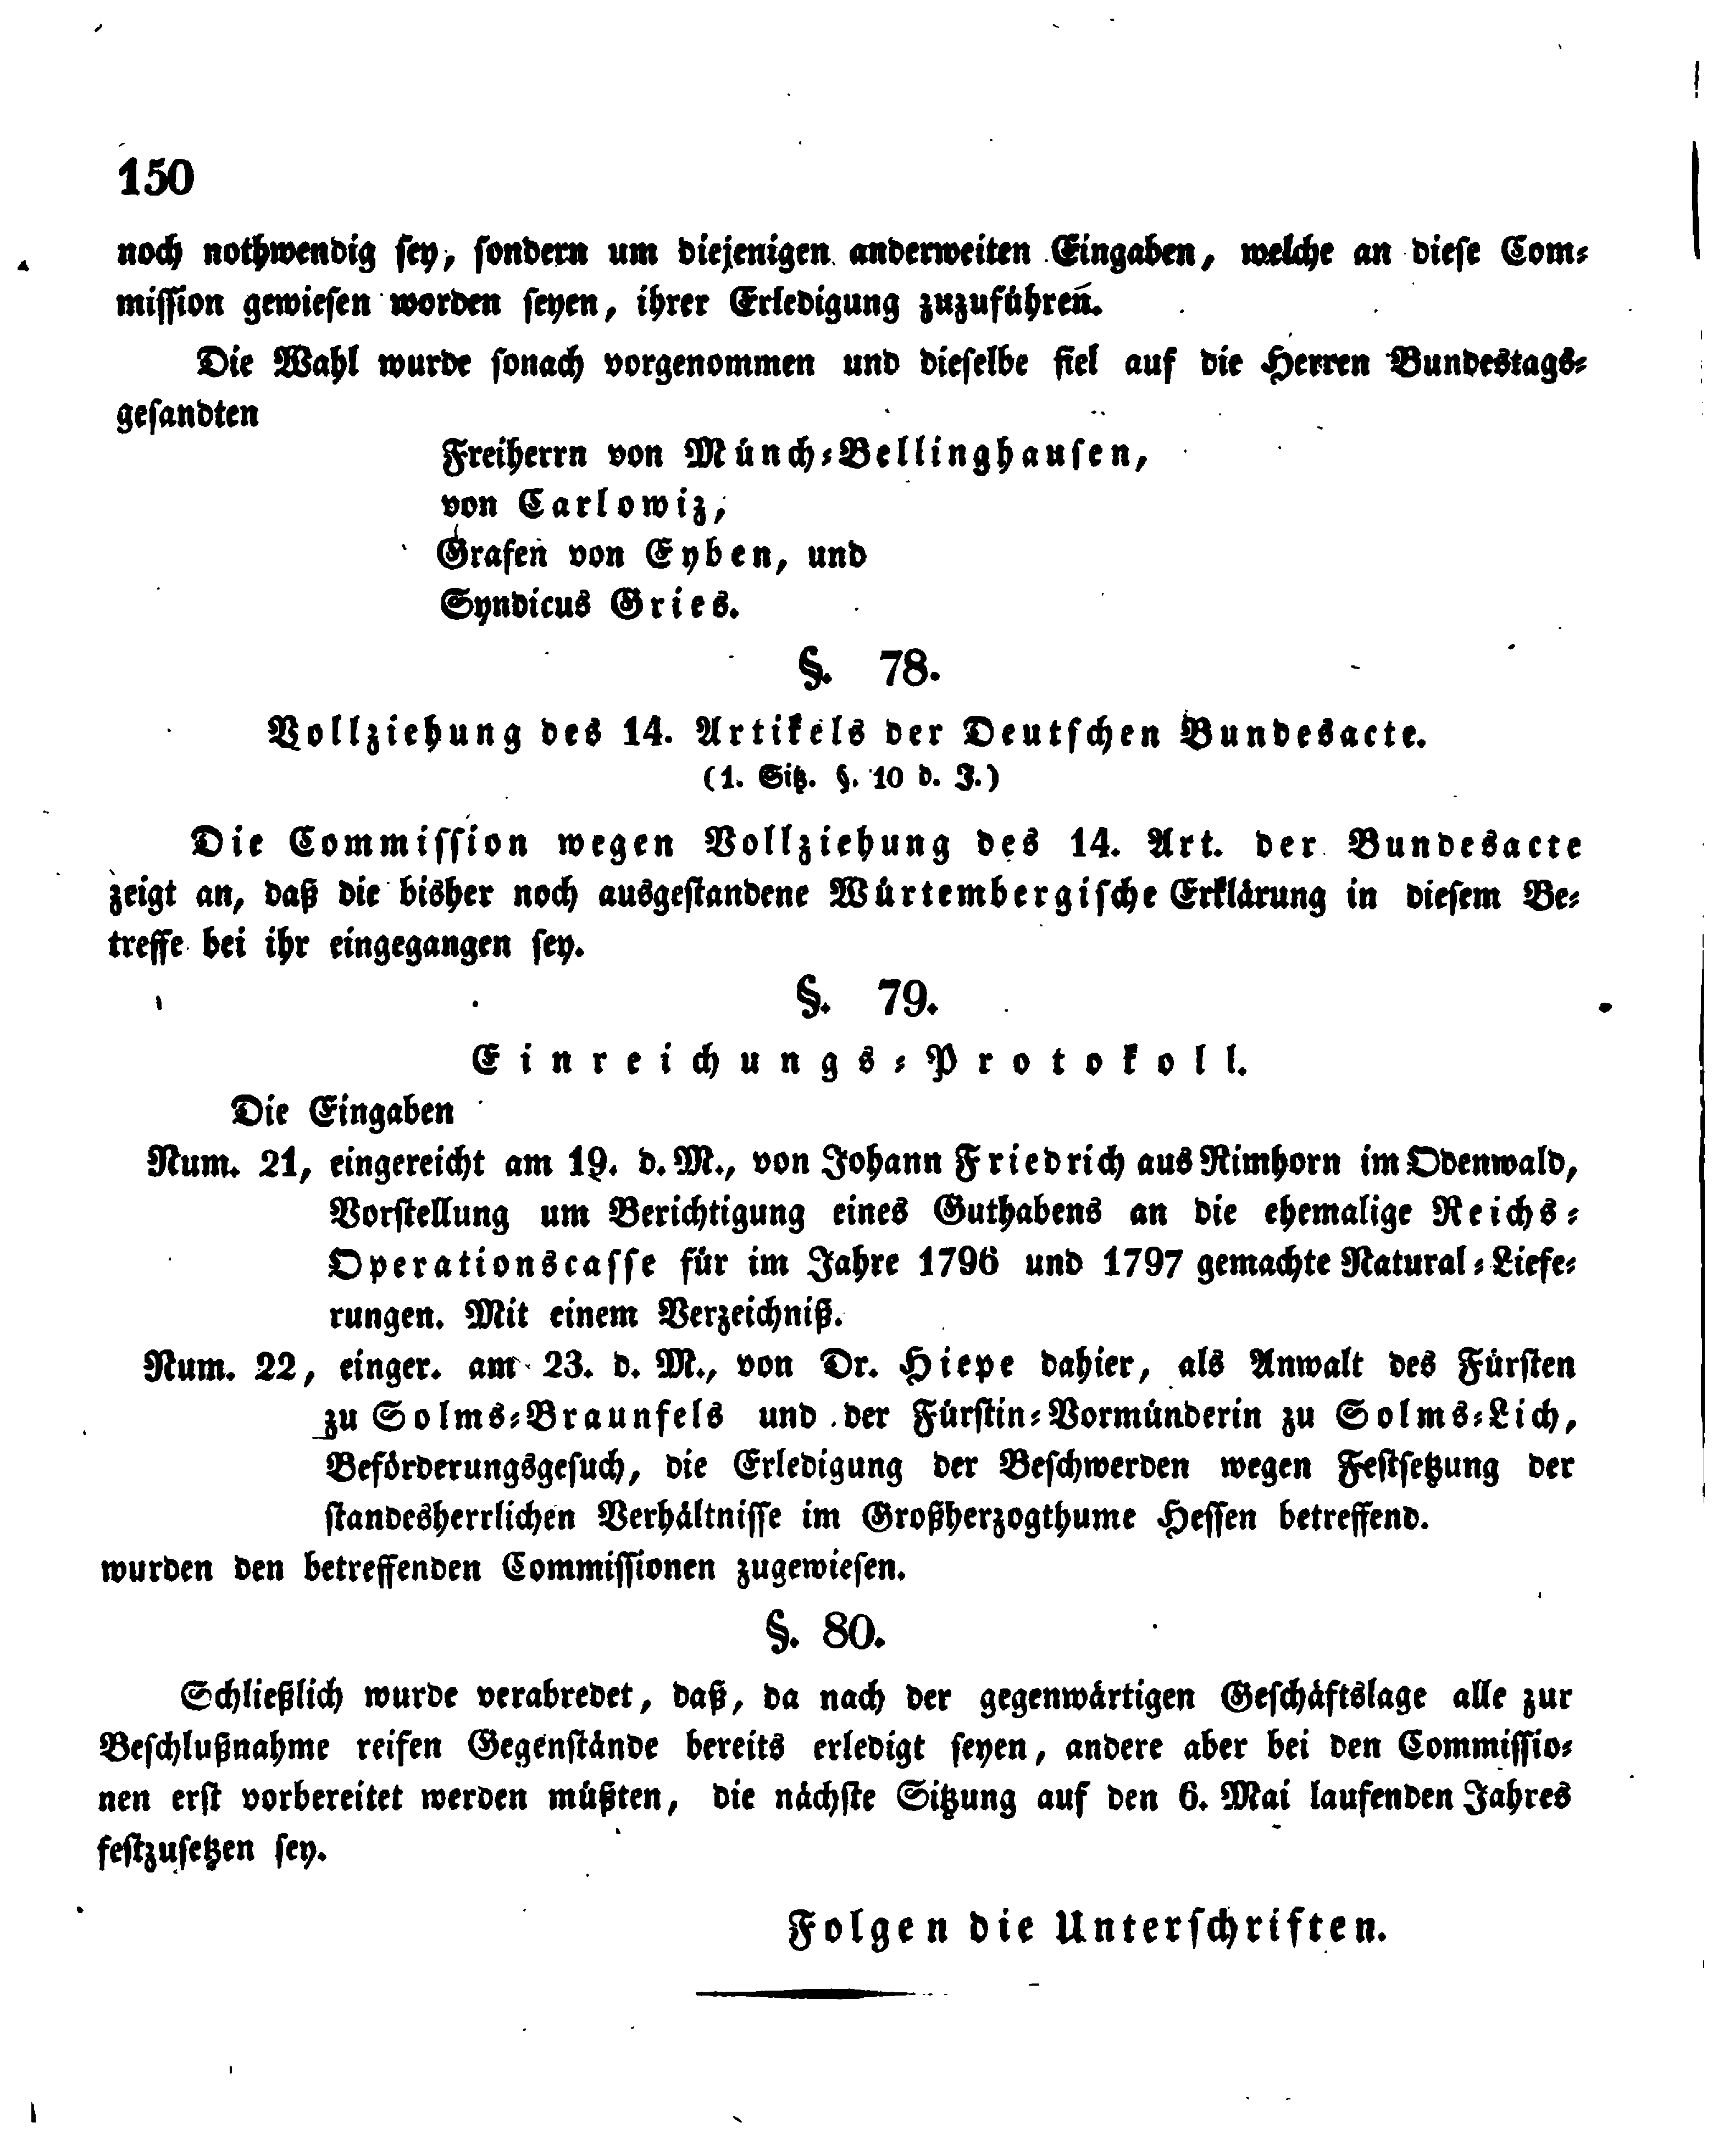 150
noch nothwendig sey, sondern um diejenigen anderweiten Eingaben, welche an diese Com-
mission gewiesen worden seyen, ihrer Erledigung zuzuführen.
Die Wahl wurde sonach vorgenommen und dieselbe fiel auf die Herren Bundestags-
gesandten
Freiherrn von Münch-Bellinghausen,
von Carlowiz,
Grafen von Eyben, und
Syndicus Gries.
§. 78.
Vollziehung des 14. Artikels der Deutschen Bundesacte.
(1. Sitz. §. 10 d. J.)
Die Commission wegen Vollziehung des 14. Art. der Bundesacte
zeigt an, daß die bisher noch ausgestandene Würtembergische Erklärung in diesem Be-
treffe bei ihr eingegangen sey.
§. 79.
Einreichungs-Protokoll.
Die Eingaben
Num. 21, eingereicht am 19. d. M., von Johann Friedrich aus Rimhorn im Odenwald,
Vorstellung um Berichtigung eines Guthabens an die ehemalige Reichs-
Operationscasse für im Jahre 1796 und 1797 gemachte Natural-Liefe-
rungen. Mit einem Verzeichniß.
Num. 22, einger. am 23. d. M., von Dr. Hiepe dahier, als Anwalt des Fürsten
zu Solms-Braunfels und der Fürstin-Vormünderin zu Solms-Lich,
Beförderungsgesuch, die Erledigung der Beschwerden wegen Festsetzung der
standesherrlichen Verhältnisse im Großherzogthume Hessen betreffend.
wurden den betreffenden Commissionen zugewiesen.
§. 80.
Schließlich wurde verabredet, daß, da nach der gegenwärtigen Geschäftslage alle zur
Beschlußnahme reifen Gegenstände bereits erledigt seyen, andere aber bei den Commissio-
nen erst vorbereitet werden müßten, die nächste Sitzung auf den 6. Mai laufenden Jahres
festzusetzen sey.
Folgen die Unterschriften.